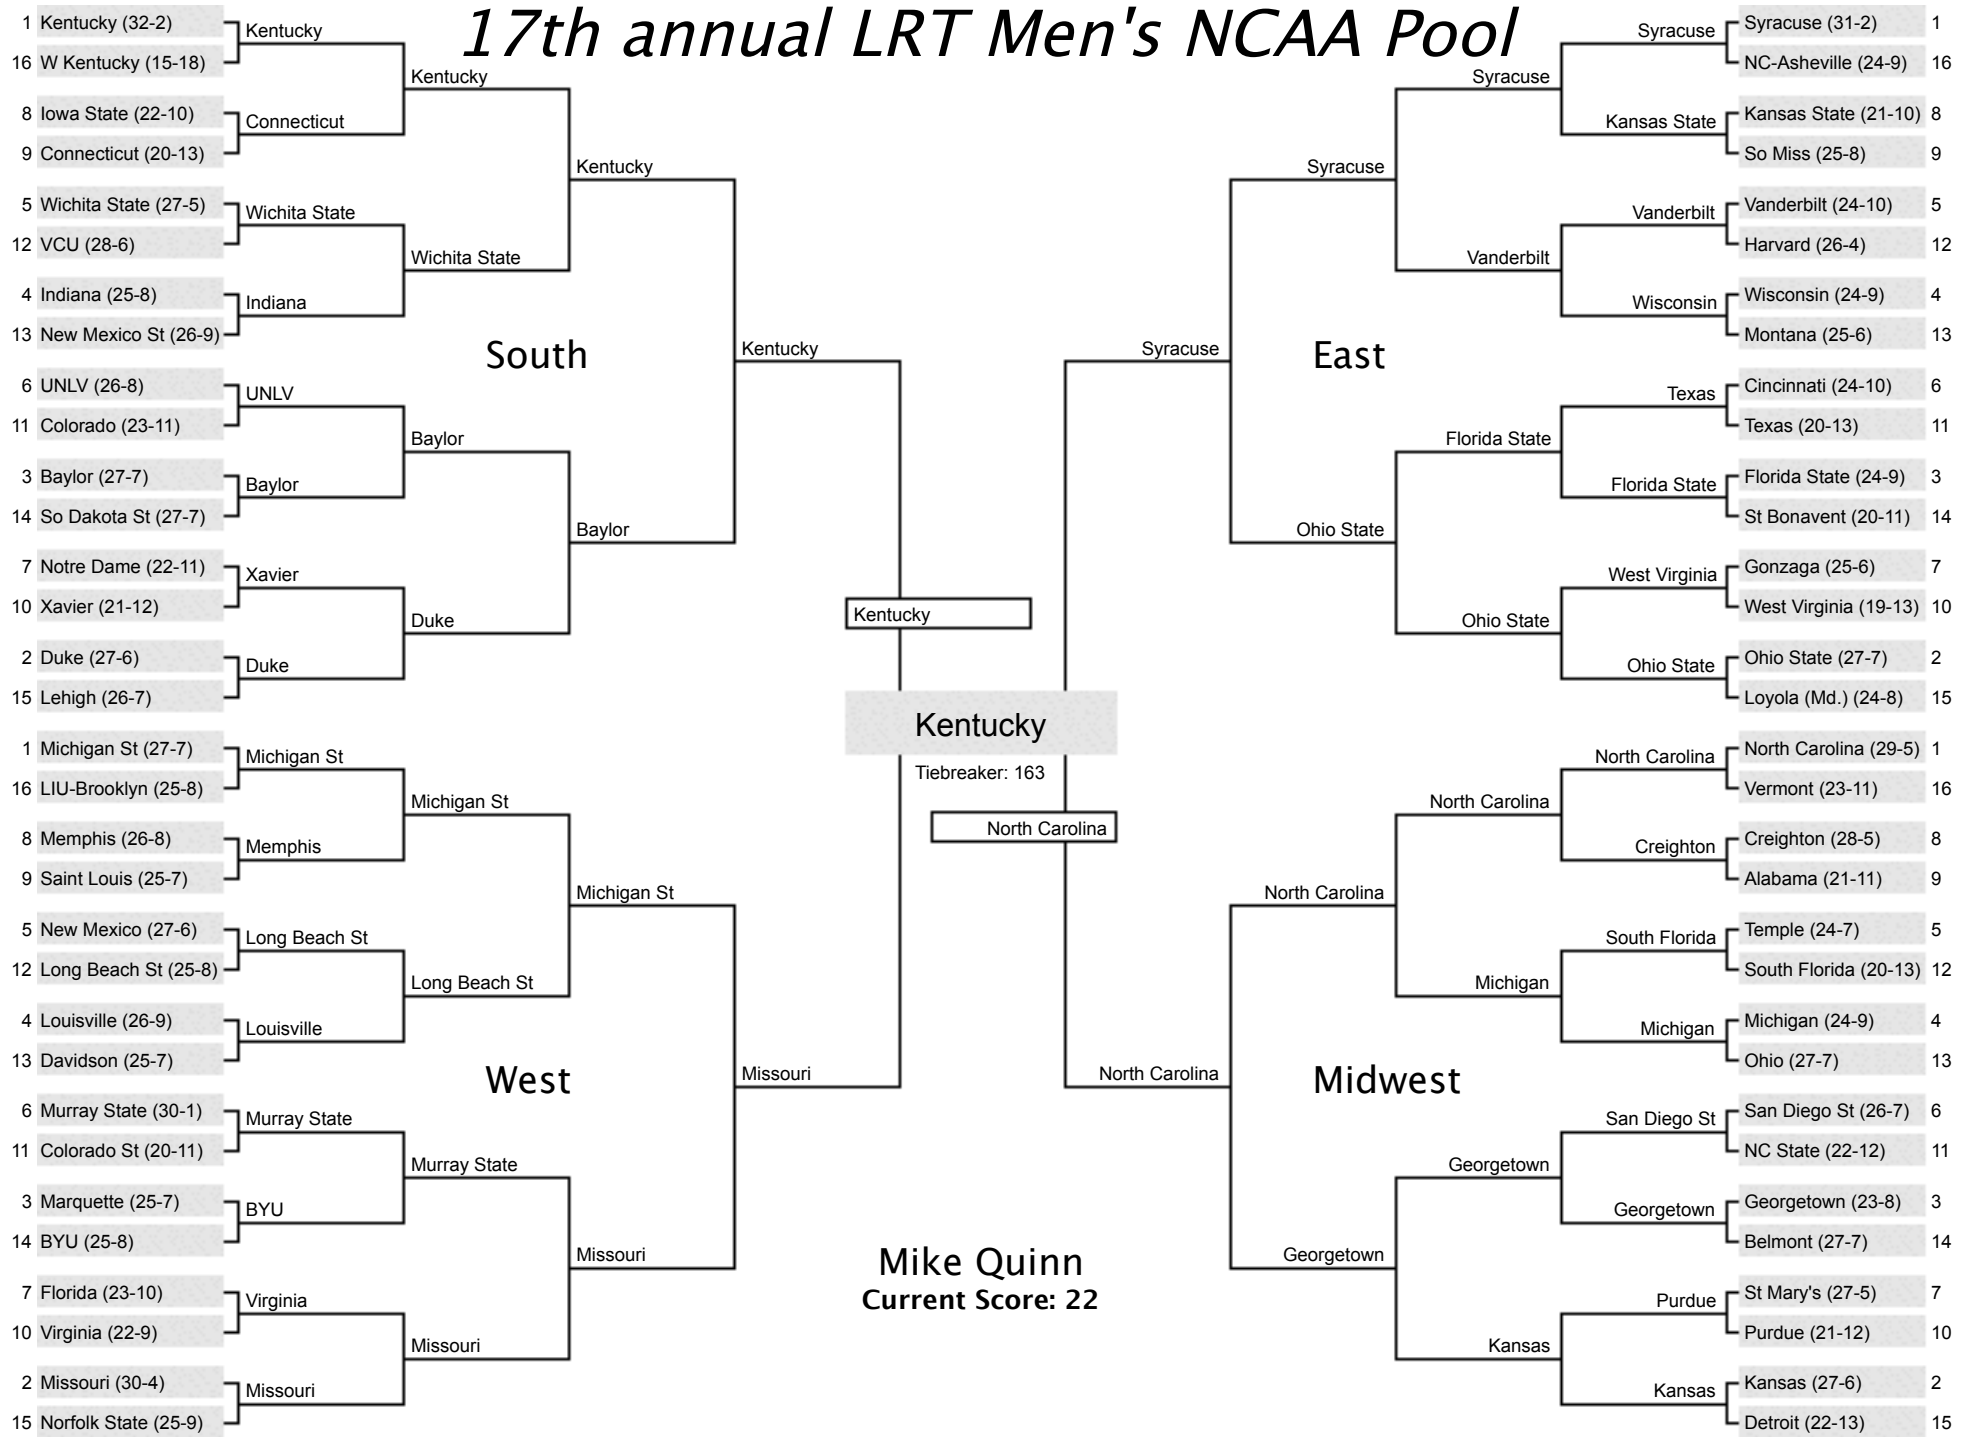 17th annual LRT Men's NCAA Pool
1 Kentucky (32-2)
16 W Kentucky (15-18)
8 Iowa State (22-10)
9 Connecticut (20-13)
5 Wichita State (27-5)
12 VCU (28-6)
4 Indiana (25-8)
13 New Mexico St (26-9)
6 UNLV (26-8)
11 Colorado (23-11)
3 Baylor (27-7)
14 So Dakota St (27-7)
7 Notre Dame (22-11)
10 Xavier (21-12)
2 Duke (27-6)
15 Lehigh (26-7)
Kentucky
Connecticut
Wichita State
Indiana
UNLV
Baylor
Xavier
Duke
Kentucky
Wichita State
Baylor
Duke
Kentucky
Baylor
South
Kentucky
1 Michigan St (27-7)
16 LIU-Brooklyn (25-8)
8 Memphis (26-8)
9 Saint Louis (25-7)
5 New Mexico (27-6)
12 Long Beach St (25-8)
4 Louisville (26-9)
13 Davidson (25-7)
6 Murray State (30-1)
11 Colorado St (20-11)
3 Marquette (25-7)
14 BYU (25-8)
7 Florida (23-10)
10 Virginia (22-9)
2 Missouri (30-4)
15 Norfolk State (25-9)
Michigan St
Memphis
Long Beach St
Louisville
Murray State
BYU
Virginia
Missouri
Michigan St
Long Beach St
Murray State
Missouri
Michigan St
Missouri
West
Missouri
Kentucky
Kentucky
Tiebreaker: 163
North Carolina
Mike Quinn
Current Score: 22
Syracuse (31-2) 1
NC-Asheville (24-9) 16
Kansas State (21-10) 8
So Miss (25-8) 9
Vanderbilt (24-10) 5
Harvard (26-4) 12
Wisconsin (24-9) 4
Montana (25-6) 13
Cincinnati (24-10) 6
Texas (20-13) 11
Florida State (24-9) 3
St Bonavent (20-11) 14
Gonzaga (25-6) 7
West Virginia (19-13) 10
Ohio State (27-7) 2
Loyola (Md.) (24-8) 15
Syracuse
Kansas State
Vanderbilt
Wisconsin
Texas
Florida State
West Virginia
Ohio State
Syracuse
Vanderbilt
Florida State
Ohio State
Syracuse
Ohio State
East
Syracuse
North Carolina (29-5) 1
Vermont (23-11) 16
Creighton (28-5) 8
Alabama (21-11) 9
Temple (24-7) 5
South Florida (20-13) 12
Michigan (24-9) 4
Ohio (27-7) 13
San Diego St (26-7) 6
NC State (22-12) 11
Georgetown (23-8) 3
Belmont (27-7) 14
St Mary's (27-5) 7
Purdue (21-12) 10
Kansas (27-6) 2
Detroit (22-13) 15
North Carolina
Creighton
South Florida
Michigan
San Diego St
Georgetown
Purdue
Kansas
North Carolina
Michigan
Georgetown
Kansas
North Carolina
Georgetown
Midwest
North Carolina